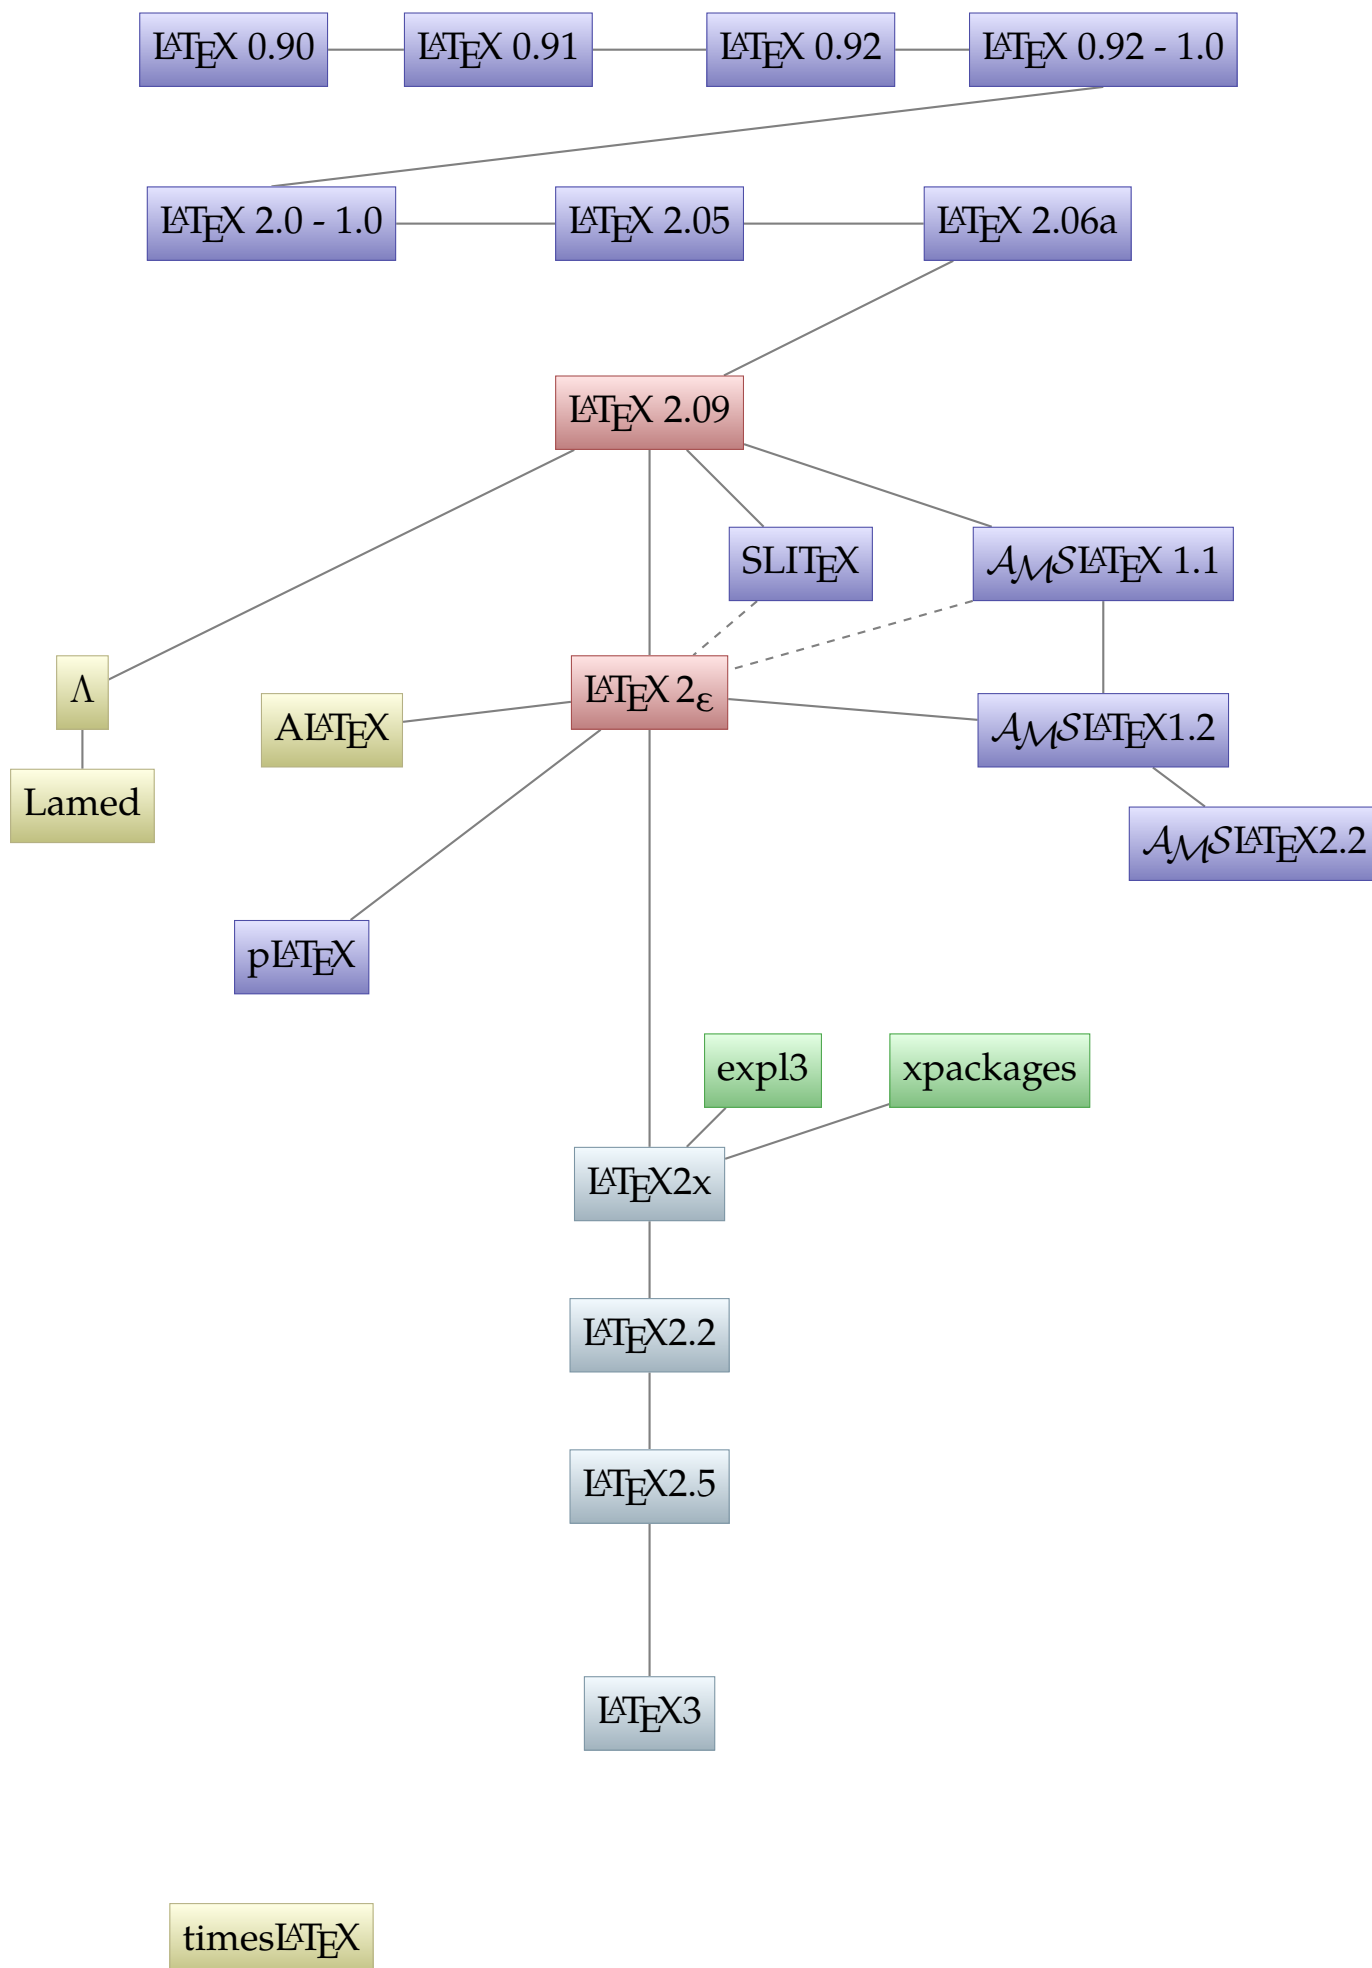 LATEX 0.90
LATEX 0.91
LATEX 0.92
LATEX 0.92 - 1.0
LATEX 2.0 - 1.0
LATEX 2.05
LATEX 2.06a
LATEX 2.09
SLITEX
AMSLATEX 1.1
Λ
ALATEX
LATEX 2ε
AMSLATEX1.2
Lamed
AMSLATEX2.2
pLATEX
expl3
xpackages
LATEX2x
LATEX2.2
LATEX2.5
LATEX3
timesLATEX